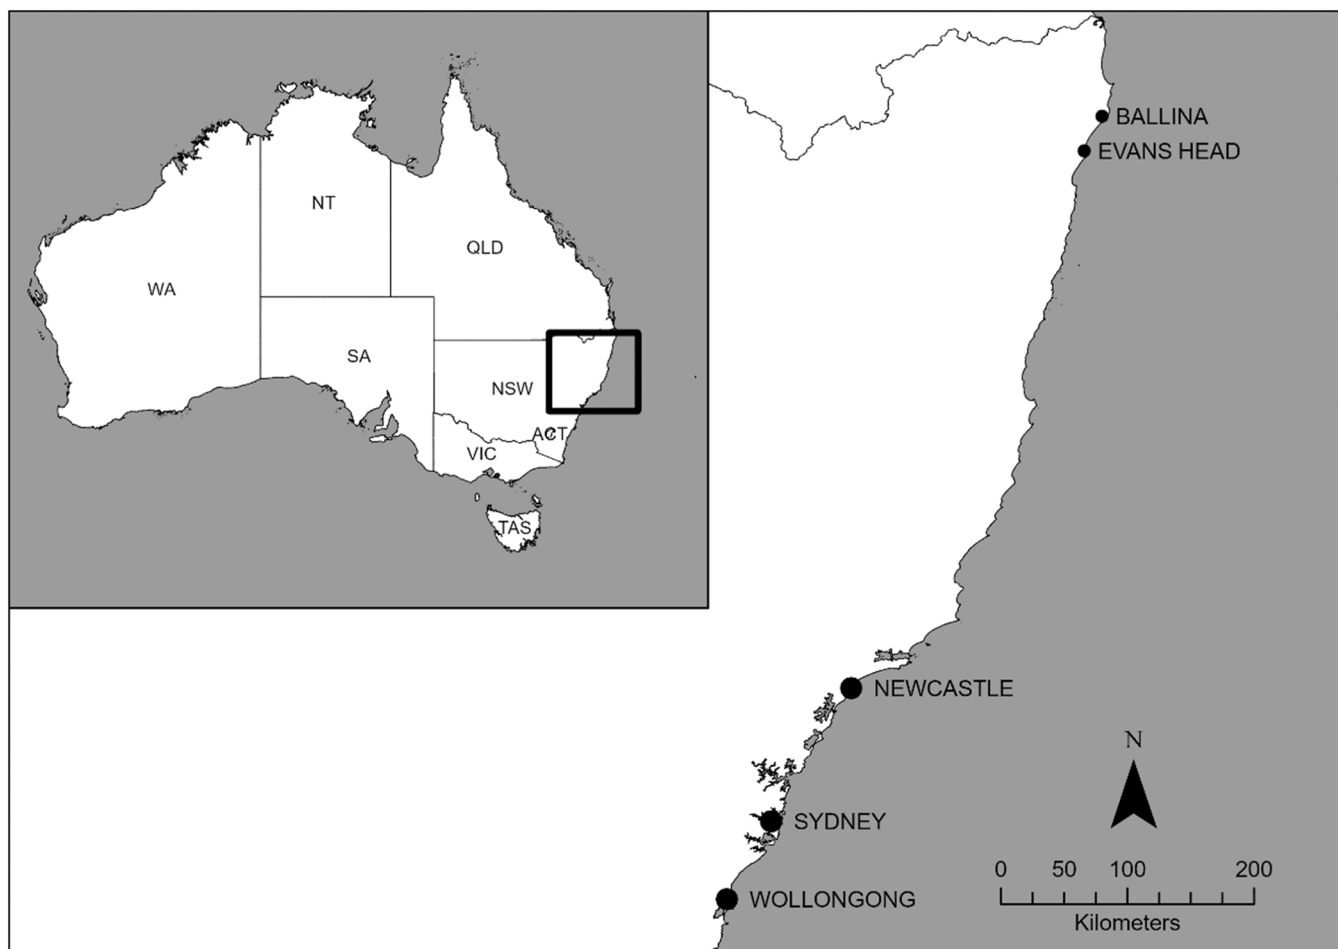 NT
QLD
WA
SA
NSW
ACT
VIC
TAS
BALLINA
EVANS HEAD
NEWCASTLE
SYDNEY
WOLLONGONG
N
0 50 100 200
Kilometers